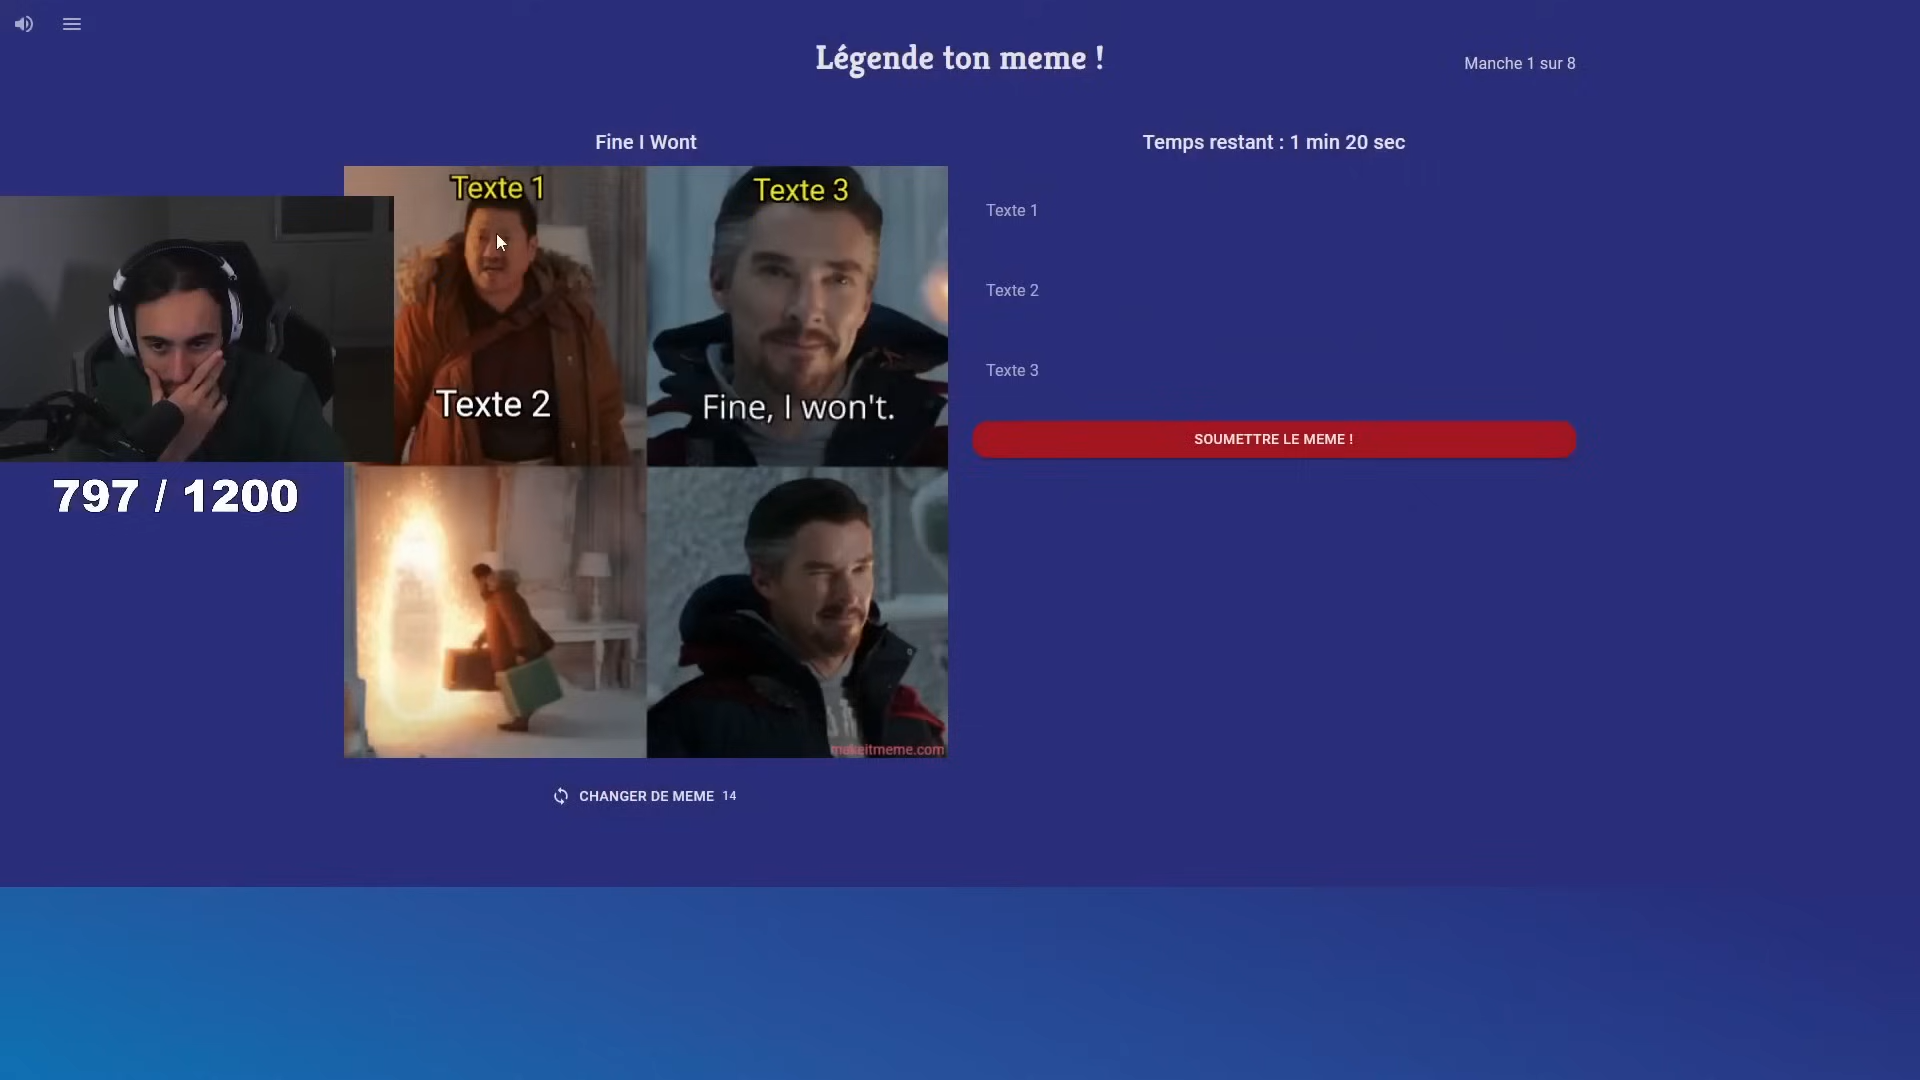 Légende ton meme !
Manche 1 sur 8
Fine I Wont
Temps restant : 1 min 20 sec
Texte 1
Texte 3
Texte 2
Fine, I won't.
makeitmeme.com
Texte 1
Texte 2
Texte 3
SOUMETTRE LE MEME !
797 / 1200
CHANGER DE MEME 14